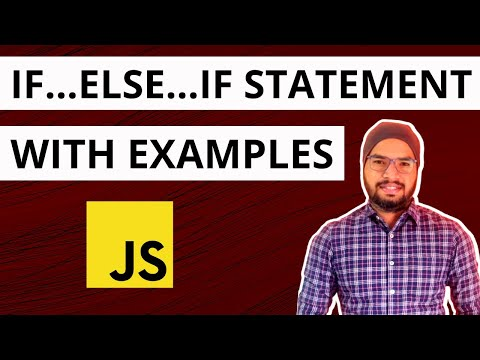 IF...ELSE...IF STATEMENT
WITH EXAMPLES
JS